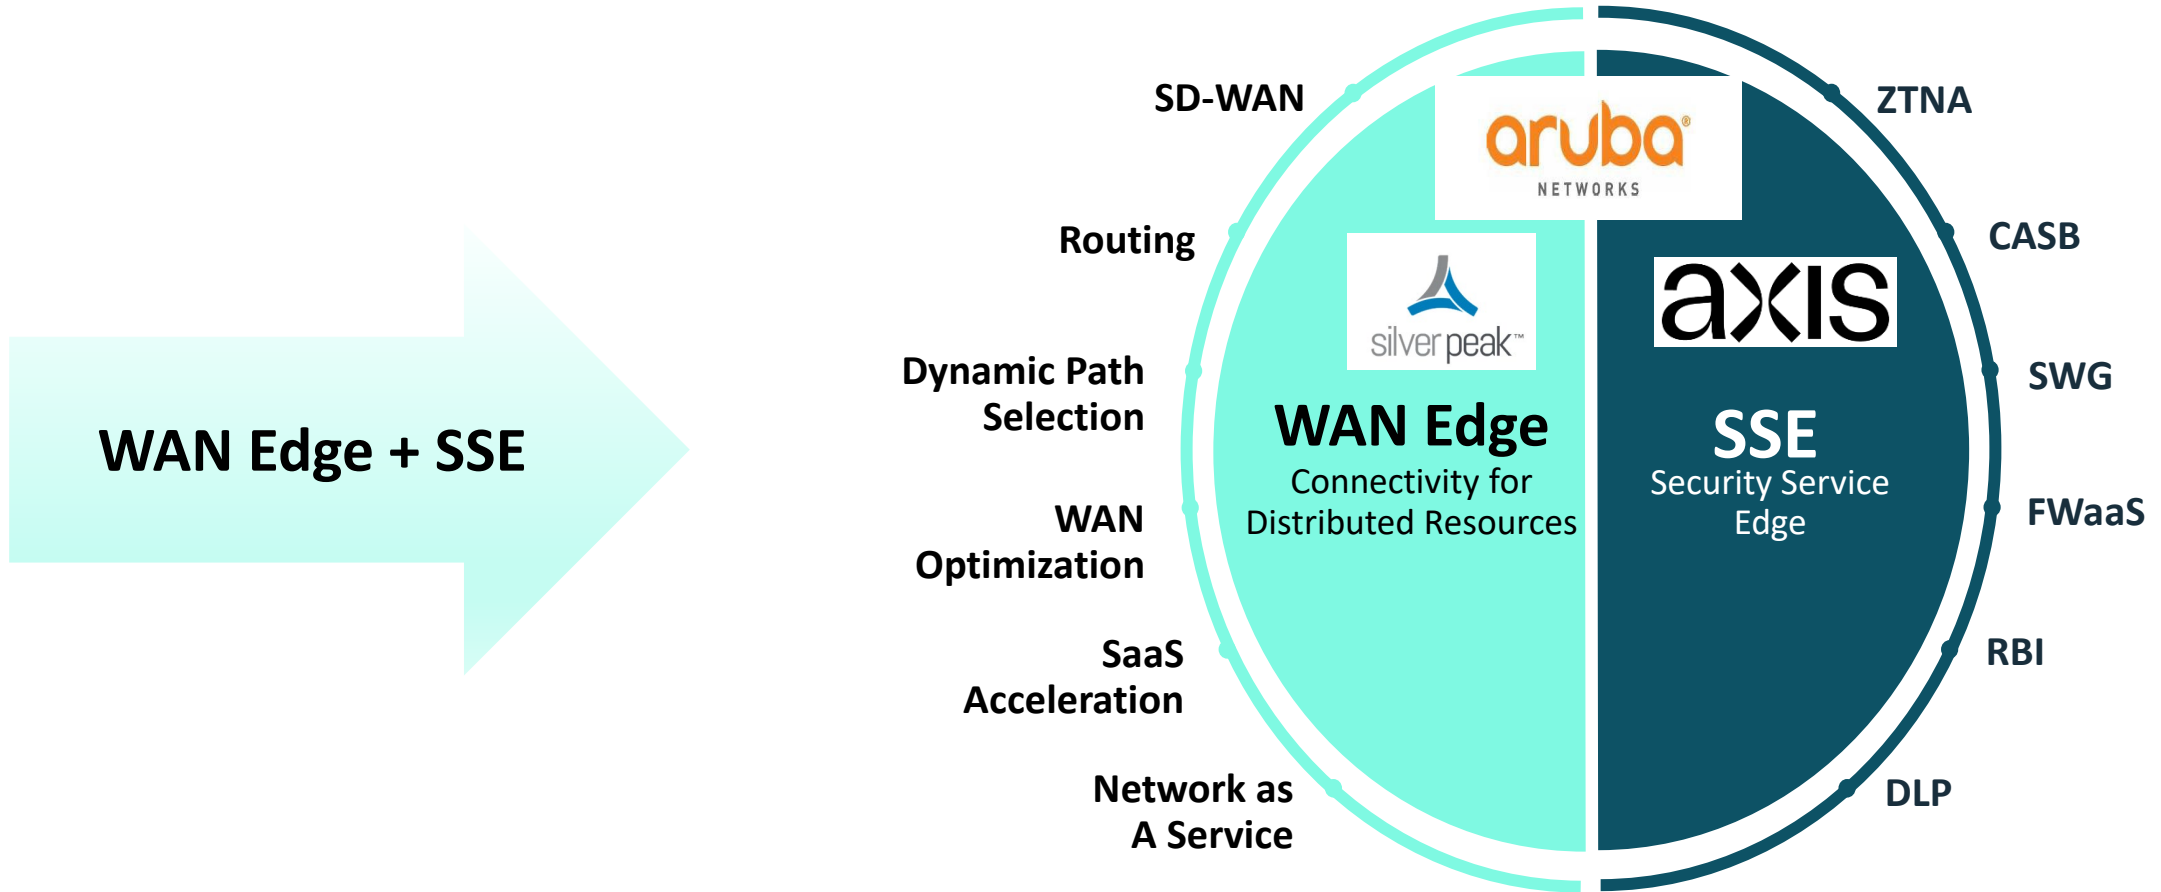 WAN Edge + SSE
SD-WAN
Routing
Dynamic Path
Selection
WAN
Optimization
SaaS
Acceleration
Network as
A Service
aruba®
NETWORKS
silver peak™
WAN Edge
Connectivity for
Distributed Resources
axis
SSE
Security Service
Edge
ZTNA
CASB
SWG
FWaaS
RBI
DLP